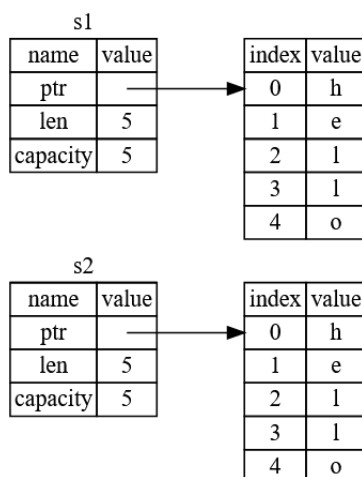 s1
name value
ptr
len 5
capacity 5
index value
0 h
1 e
2 l
3 l
4 o
s2
name value
ptr
len 5
capacity 5
index value
0 h
1 e
2 l
3 l
4 o